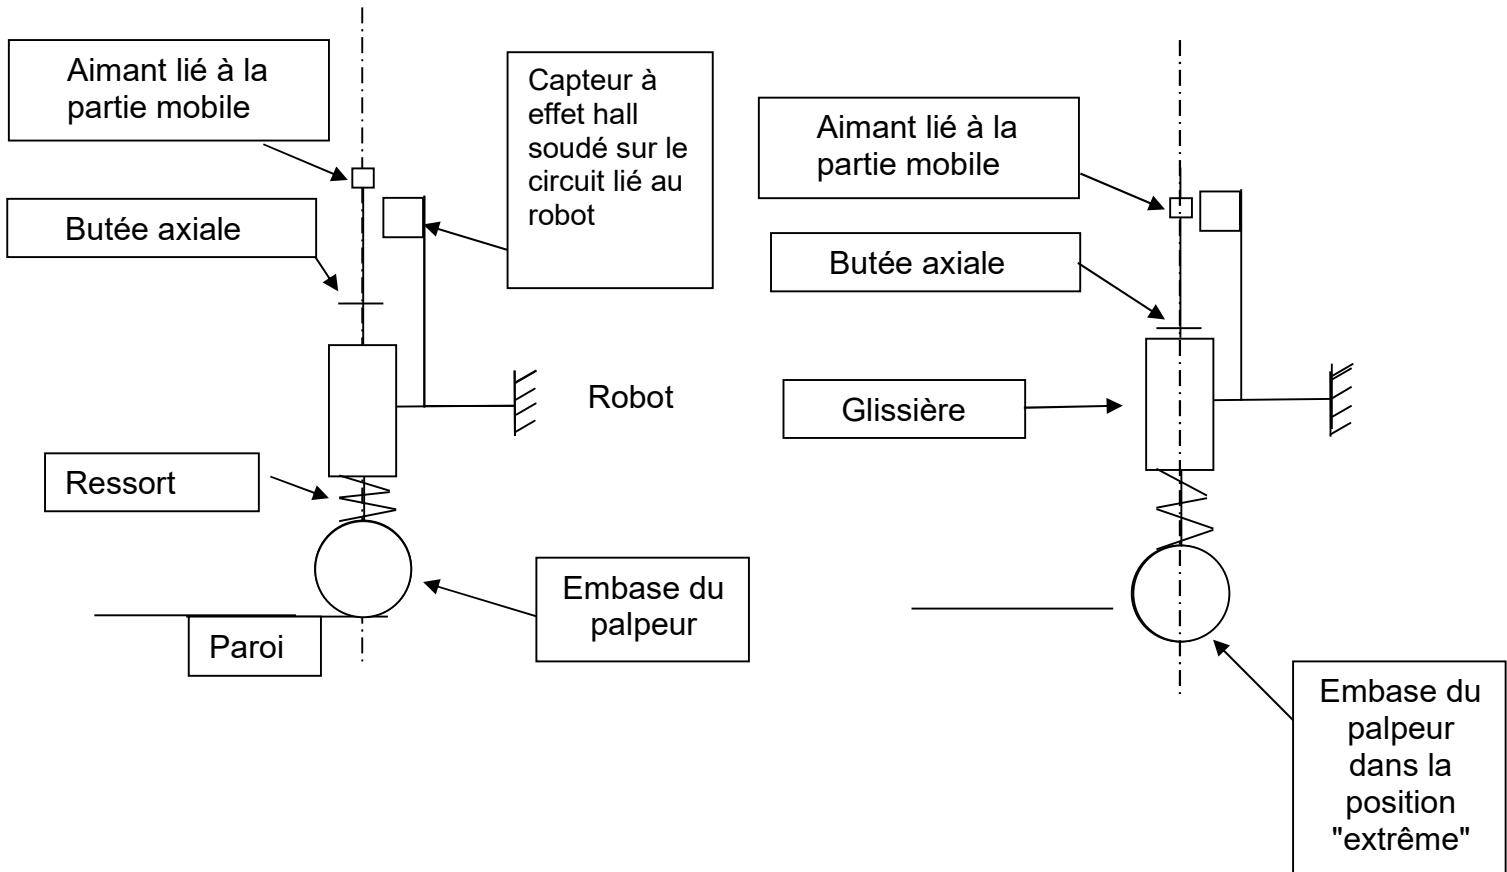 Aimant lié à la
partie mobile
Butée axiale
Capteur à
effet hall
soudé sur le
circuit lié au
robot
Robot
Ressort
Embase du
palpeur
Paroi
Aimant lié à la
partie mobile
Butée axiale
Glissière
Embase du
palpeur
dans la
position
"extrême"